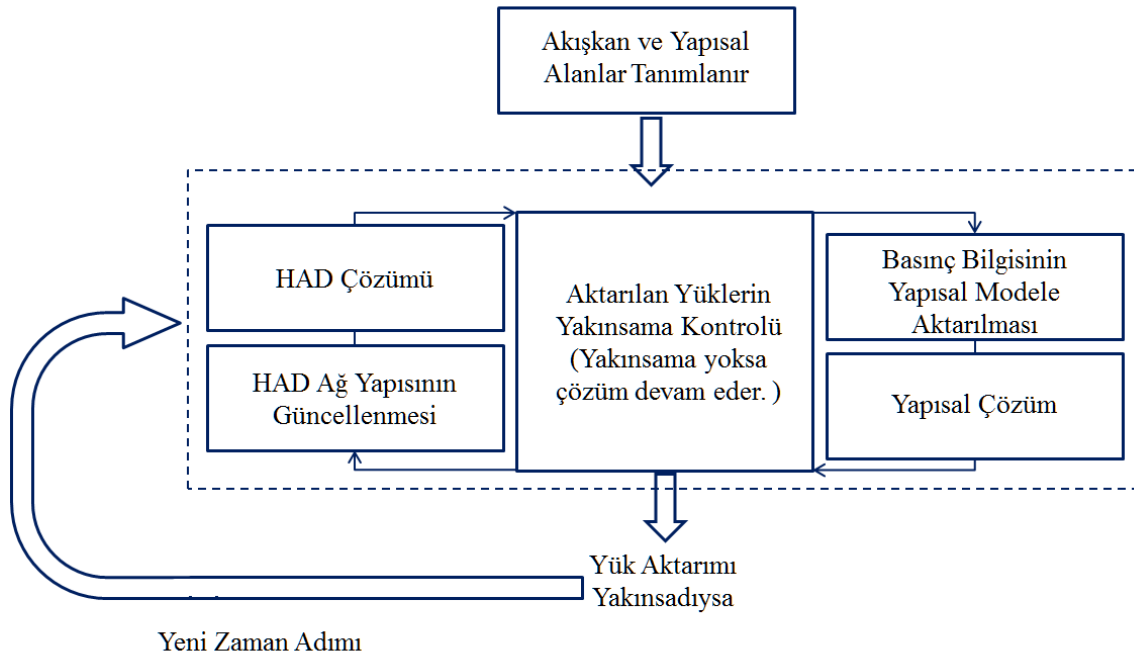 Akışkan ve Yapısal
Alanlar Tanımlanır
HAD Çözümü
HAD Ağ Yapısının
Güncellenmesi
Aktarılan Yüklerin
Yakınsama Kontrolü
(Yakınsama yoksa
çözüm devam eder. )
Basınç Bilgisinin
Yapısal Modele
Aktarılması
Yapısal Çözüm
Yük Aktarımı
Yakınsadıysa
Yeni Zaman Adımı